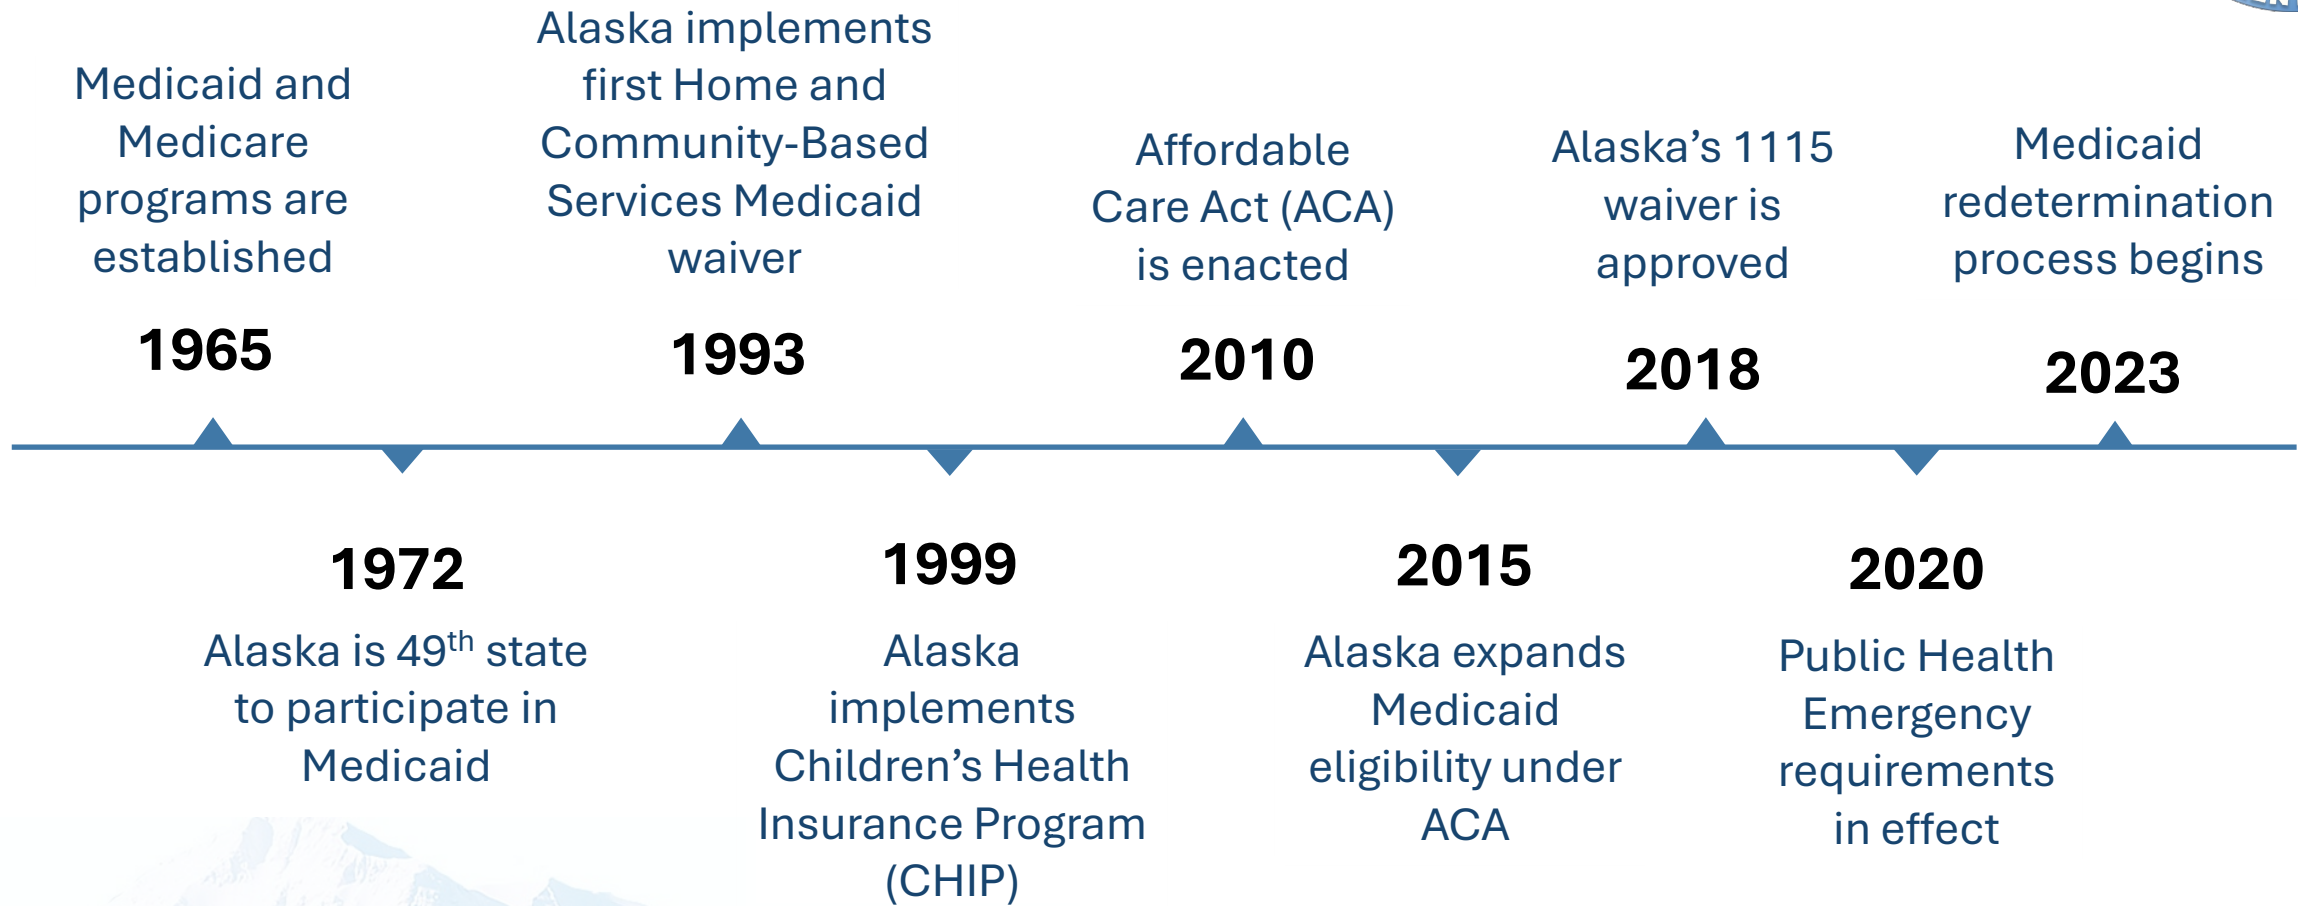 Medicaid and
Medicare
programs are
established
1965
Alaska implements
first Home and
Community-Based
Services Medicaid
waiver
1993
Affordable
Care Act (ACA)
is enacted
2010
Alaska’s 1115
waiver is
approved
2018
Medicaid
redetermination
process begins
2023
1972
Alaska is 49th state
to participate in
Medicaid
1999
Alaska
implements
Children’s Health
Insurance Program
(CHIP)
2015
Alaska expands
Medicaid
eligibility under
ACA
2020
Public Health
Emergency
requirements
in effect